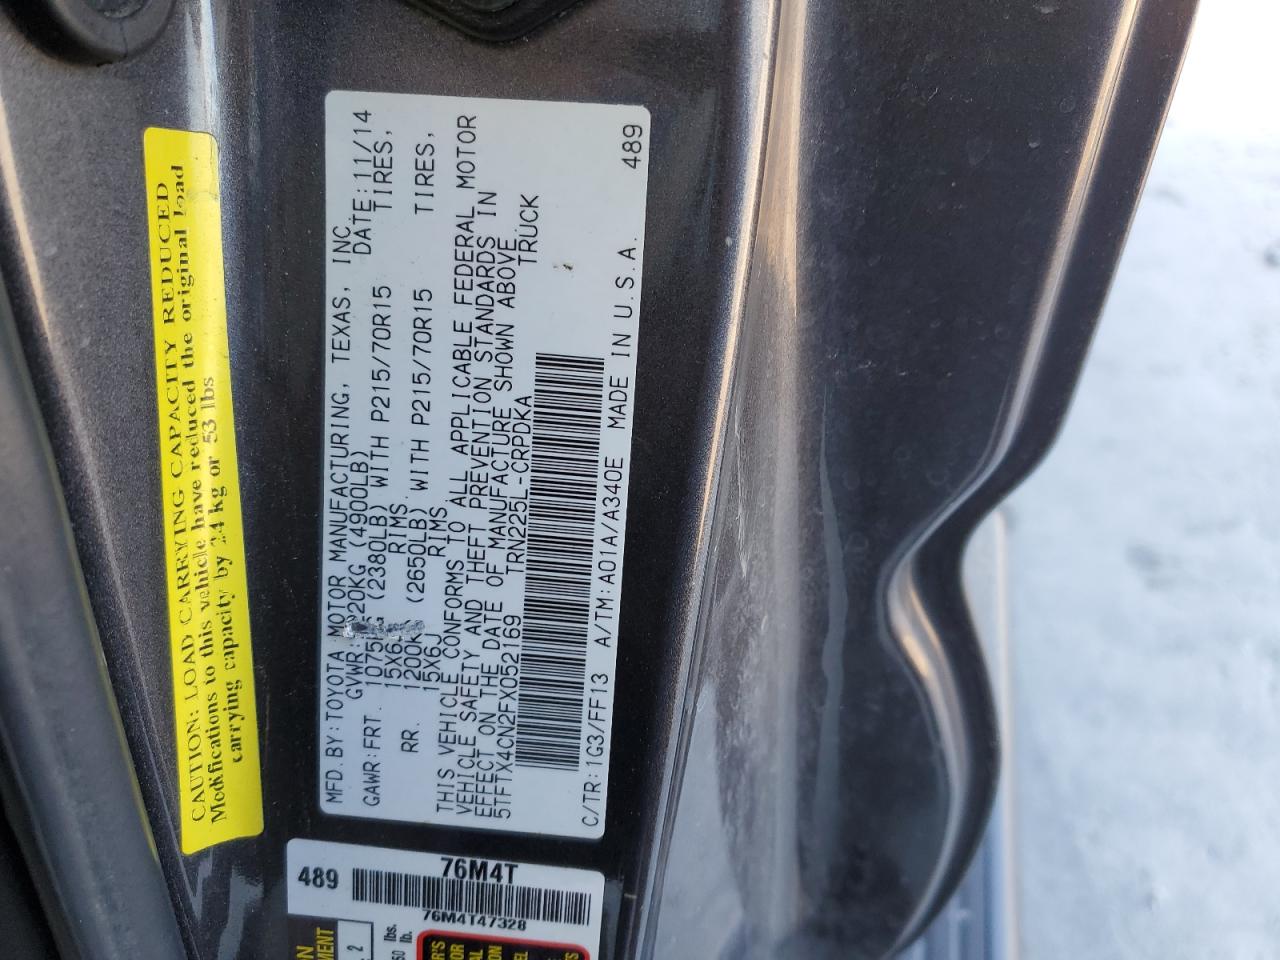 CAUTION: LOAD CARRYING CAPACITY REDUCED
Modifications to this vehicle have reduced the original load
carrying capacity by 24 kg or 53 lbs
MFD.BY:TOYOTA MOTOR MANUFACTURING, TEXAS, INC. DATE:11/14
GVWR: 2220KG (4900LB)
GAWR:FRT. 1075KG (2380LB) WITH P215/70R15 TIRES,
15X6J RIMS
RR. 1200KG (2650LB) WITH P215/70R15 TIRES,
15X6J RIMS
THIS VEHICLE CONFORMS TO ALL APPLICABLE FEDERAL MOTOR
VEHICLE SAFETY AND THEFT PREVENTION STANDARDS IN
EFFECT ON THE DATE OF MANUFACTURE SHOWN ABOVE.
5TFTX4CN2FX052169 TRN225L-CRPDKA TRUCK
C/TR:1G3/FF13 A/TM:A01A/A340E MADE IN U.S.A. 489
489
76M4T
76M4T47328
2
lbs.
lb.